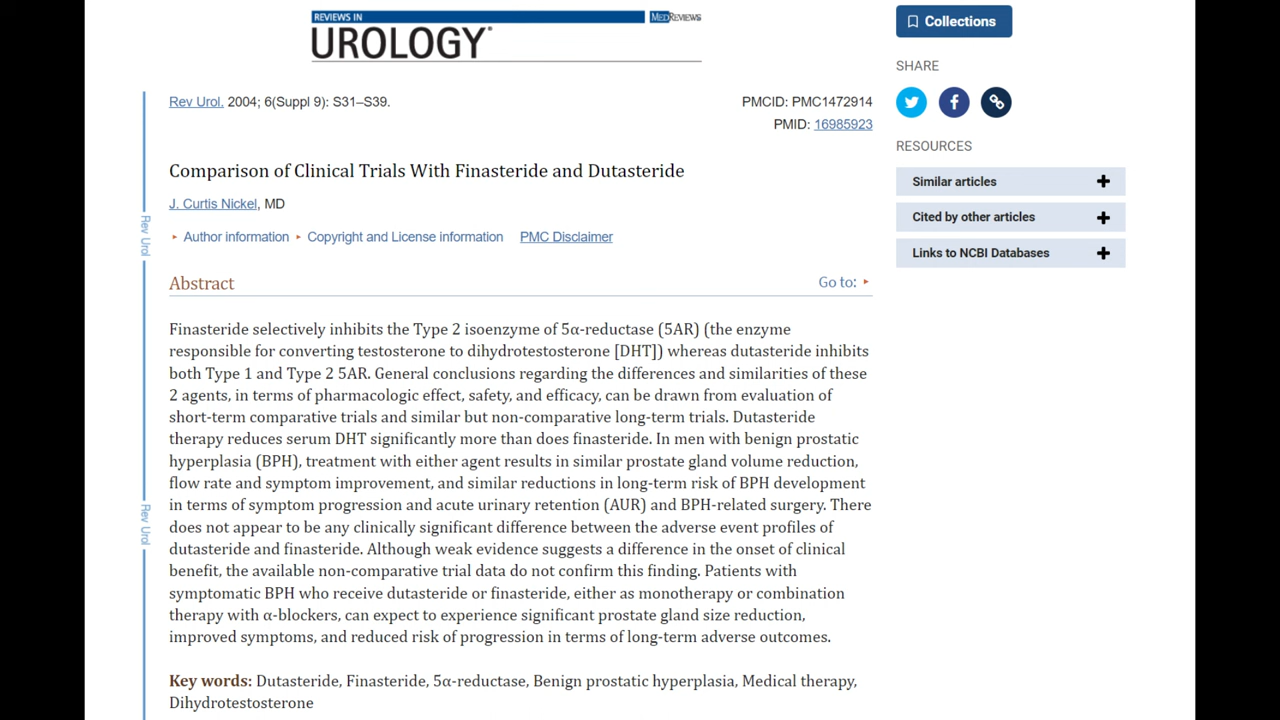 REVIEWS IN
MEDREVIEWS
UROLOGY®
Collections
SHARE
Rev Urol. 2004; 6(Suppl 9): S31–S39.
PMCID: PMC1472914
PMID: 16985923
RESOURCES
Similar articles
Cited by other articles
Links to NCBI Databases
Comparison of Clinical Trials With Finasteride and Dutasteride
J. Curtis Nickel, MD
Author information Copyright and License information PMC Disclaimer
Rev Urol
Abstract
Go to:
Finasteride selectively inhibits the Type 2 isoenzyme of 5α-reductase (5AR) (the enzyme
responsible for converting testosterone to dihydrotestosterone [DHT]) whereas dutasteride inhibits
both Type 1 and Type 2 5AR. General conclusions regarding the differences and similarities of these
2 agents, in terms of pharmacologic effect, safety, and efficacy, can be drawn from evaluation of
short-term comparative trials and similar but non-comparative long-term trials. Dutasteride
therapy reduces serum DHT significantly more than does finasteride. In men with benign prostatic
hyperplasia (BPH), treatment with either agent results in similar prostate gland volume reduction,
flow rate and symptom improvement, and similar reductions in long-term risk of BPH development
in terms of symptom progression and acute urinary retention (AUR) and BPH-related surgery. There
does not appear to be any clinically significant difference between the adverse event profiles of
dutasteride and finasteride. Although weak evidence suggests a difference in the onset of clinical
benefit, the available non-comparative trial data do not confirm this finding. Patients with
symptomatic BPH who receive dutasteride or finasteride, either as monotherapy or combination
therapy with α-blockers, can expect to experience significant prostate gland size reduction,
improved symptoms, and reduced risk of progression in terms of long-term adverse outcomes.
Rev Urol
Key words: Dutasteride, Finasteride, 5α-reductase, Benign prostatic hyperplasia, Medical therapy,
Dihydrotestosterone